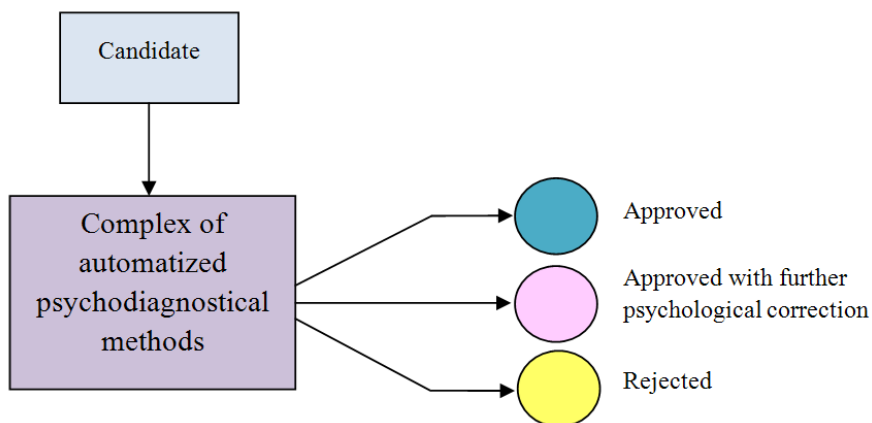 Candidate
Complex of
automatized
psychodiagnostical
methods
Approved
Approved with further
psychological correction
Rejected